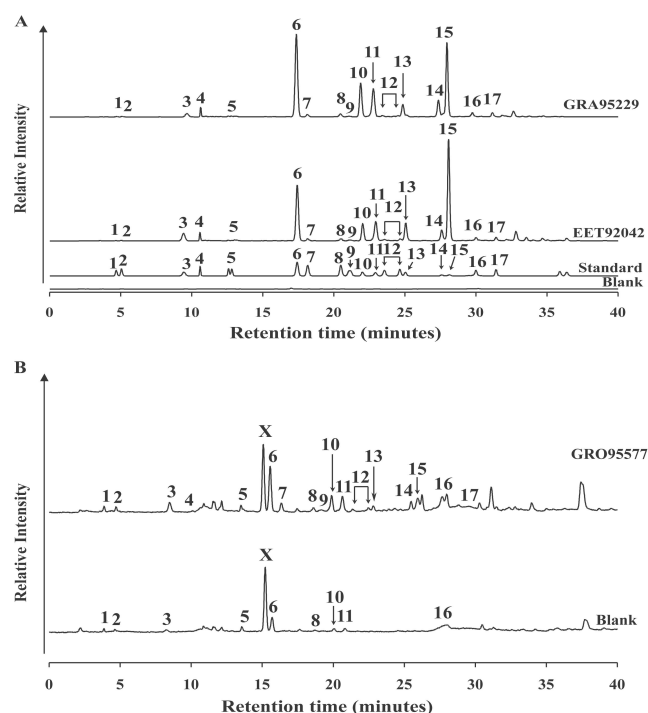 A
Relative Intensity
1 2 3 4 5 6 7 8 9 10 11 12 13 14 15 16 17
GRA95229
1 2 3 4 5 6 7 8 9 10 11 12 13 14 15 16 17
EET92042
1 2 3 4 5 6 7 8 9 10 11 12 13 14 15 16 17
Standard
Blank
0 5 10 15 20 25 30 35 40
Retention time (minutes)
B
Relative Intensity
1 2 3 4 5 X 6 7 8 9 10 11 12 13 14 15 16 17
GRO95577
1 2 3 5 X 6 8 10 11 16
Blank
0 5 10 15 20 25 30 35 40
Retention time (minutes)